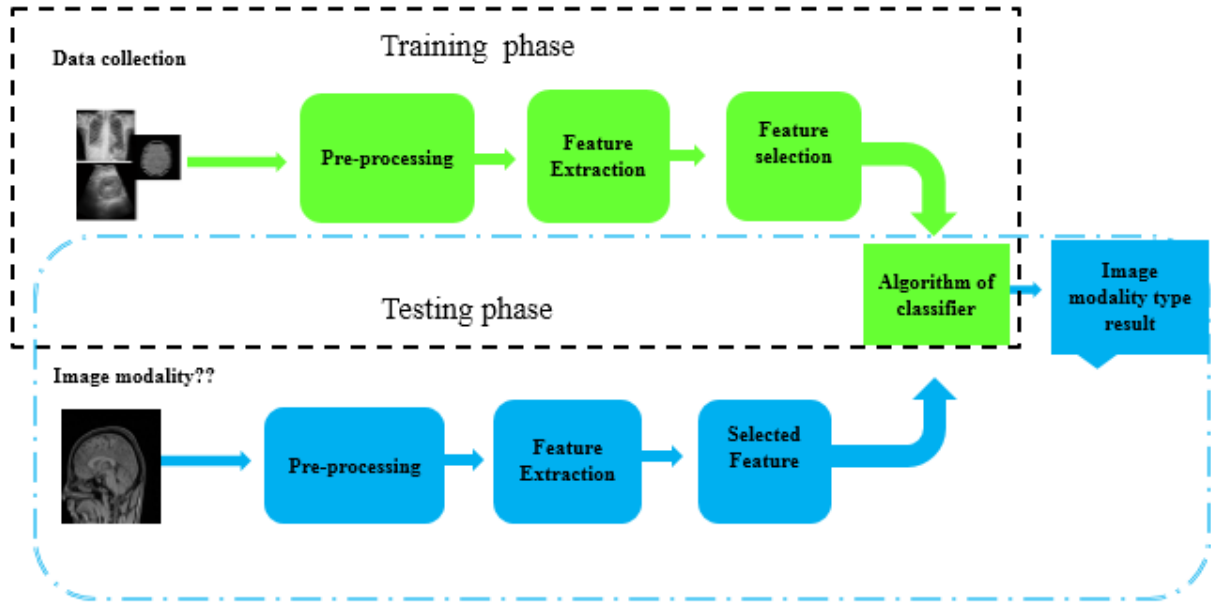 Training  phase
Data collection
Pre-processing
Feature
Extraction
Feature
selection
Algorithm of
classifier
Image
modality type
result
Testing phase
Image modality??
Pre-processing
Feature
Extraction
Selected
Feature